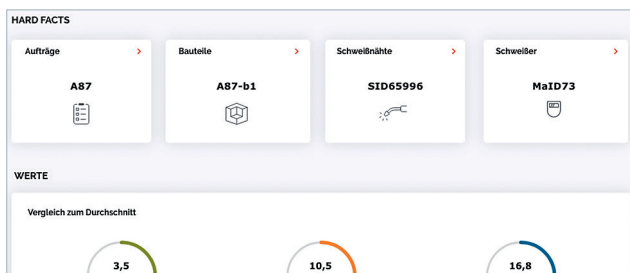 HARD FACTS
Aufträge > Bauteile > Schweißnähte > Schweißer >
A87 A87-b1 SID65996 MaID73
WERTE
Vergleich zum Durchschnitt
3,5 10,5 16,8